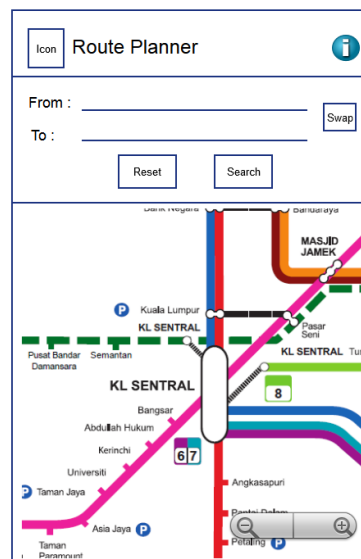 Icon
Route Planner
i
From :
To :
Swap
Reset
Search
Bank Negara
Bandaraya
MASJID
JAMEK
P
Kuala Lumpur
KL SENTRAL
Pasar
Seni
Pusat Bandar
Damansara
Semantan
KL SENTRAL
KL SENTRAL
8
Bangsar
Abdullah Hukum
Kerinchi
6 7
Universiti
P Taman Jaya
Angkasapuri
Pantai Dalam
Asia Jaya P
Petaling P
Taman
Paramount